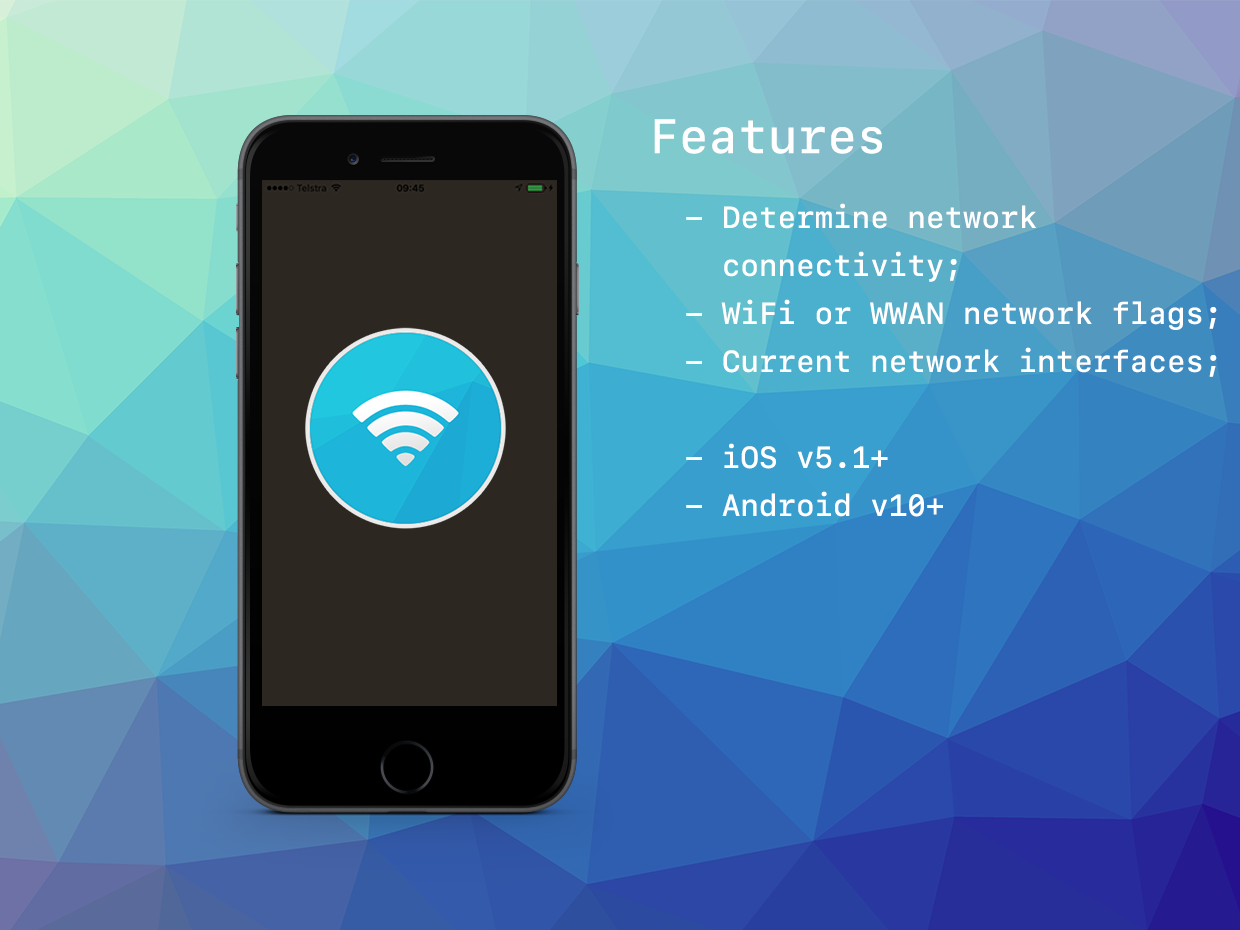 Telstra 09:45
Features
– Determine network
connectivity;
– WiFi or WWAN network flags;
– Current network interfaces;
– iOS v5.1+
– Android v10+